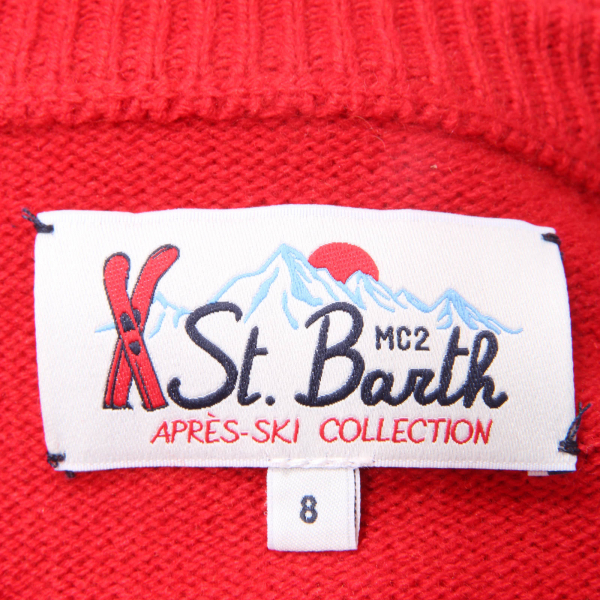 MC2
St. Barth
APRÈS-SKI COLLECTION
8